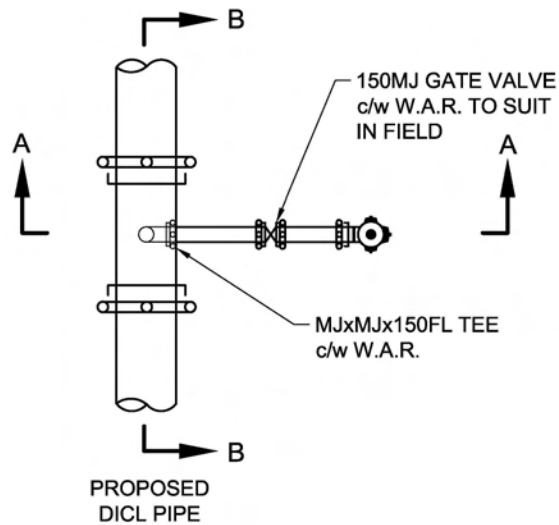 B
150MJ GATE VALVE
c/w W.A.R. TO SUIT
IN FIELD
A
A
MJxMJx150FL TEE
c/w W.A.R.
B
PROPOSED
DICL PIPE